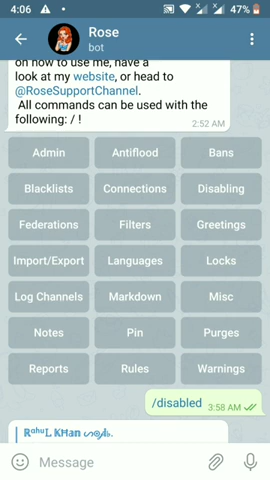 4:06
47%
Rose
bot
on how to use me, have a
look at my website, or head to
@RoseSupportChannel.
All commands can be used with the
following: / !
2:52 AM
Admin Antiflood Bans
Blacklists Connections Disabling
Federations Filters Greetings
Import/Export Languages Locks
Log Channels Markdown Misc
Notes Pin Purges
Reports Rules Warnings
/disabled 3:58 AM
KHan
Message